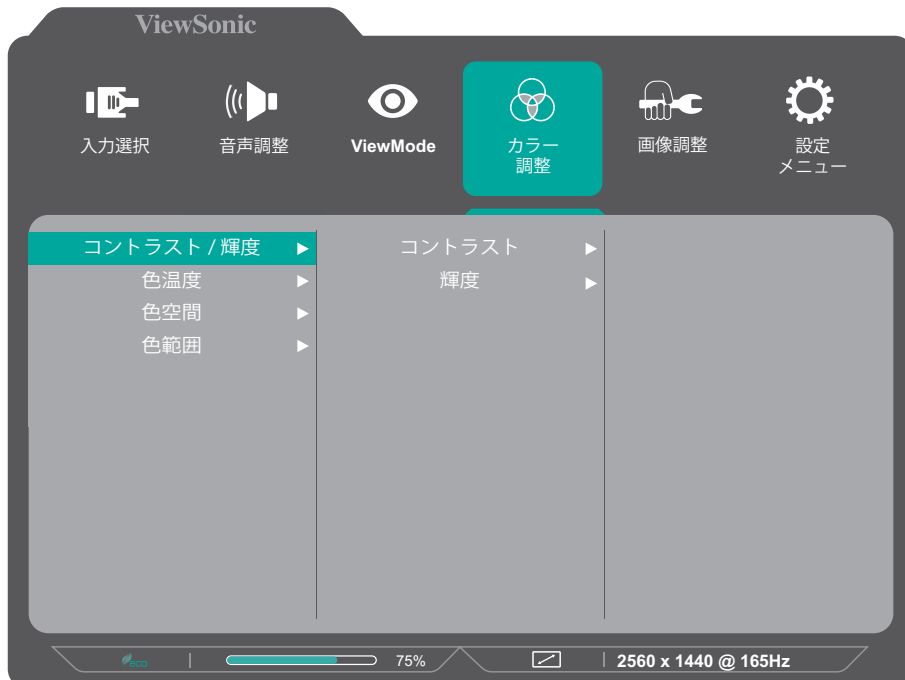 ViewSonic
入力選択
音声調整
ViewMode
カラー
調整
画像調整
設定
メニュー
コントラスト / 輝度
色温度
色空間
色範囲
コントラスト
輝度
eco
75%
2560 x 1440 @ 165Hz